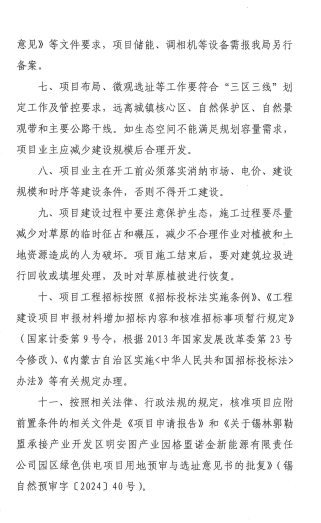 意见》等文件要求，项目储能、调相机等设备需报我局另行
备案。
七、项目布局、微观选址等工作要符合“三区三线”划
定工作及管控要求，远离城镇核心区、自然保护区、自然景
观带和主要公路干线。如生态空间不能满足规划容量需求，
项目业主应减少建设规模后合理开发。
八、项目业主在开工前必须落实消纳市场、电价、建设
规模和时序等建设条件，否则不得开工建设。
九、项目建设过程中要注意保护生态，施工过程要尽量
减少对草原的临时征占和碾压，减少不合理作业对植被和土
地资源造成的人为破坏。项目施工结束后，要对建筑垃圾进
行回收或填埋处理，及时对草原植被进行恢复。
十、项目工程招标按照《招标投标法实施条例》、《工程
建设项目申报材料增加招标内容和核准招标事项暂行规定》
（国家计委第9号令，根据2013年国家发展改革委第23号
令修改）、《内蒙古自治区实施<中华人民共和国招标投标法>
办法》等有关规定办理。
十一、按照相关法律、行政法规的规定，核准项目应附
前置条件的相关文件是《项目申请报告》和《关于锡林郭勒
盟承接产业开发区明安图产业园格盟诺金新能源有限责任
公司园区绿色供电项目用地预审与选址意见书的批复》（锡
自然预审字〔2024〕40号）。